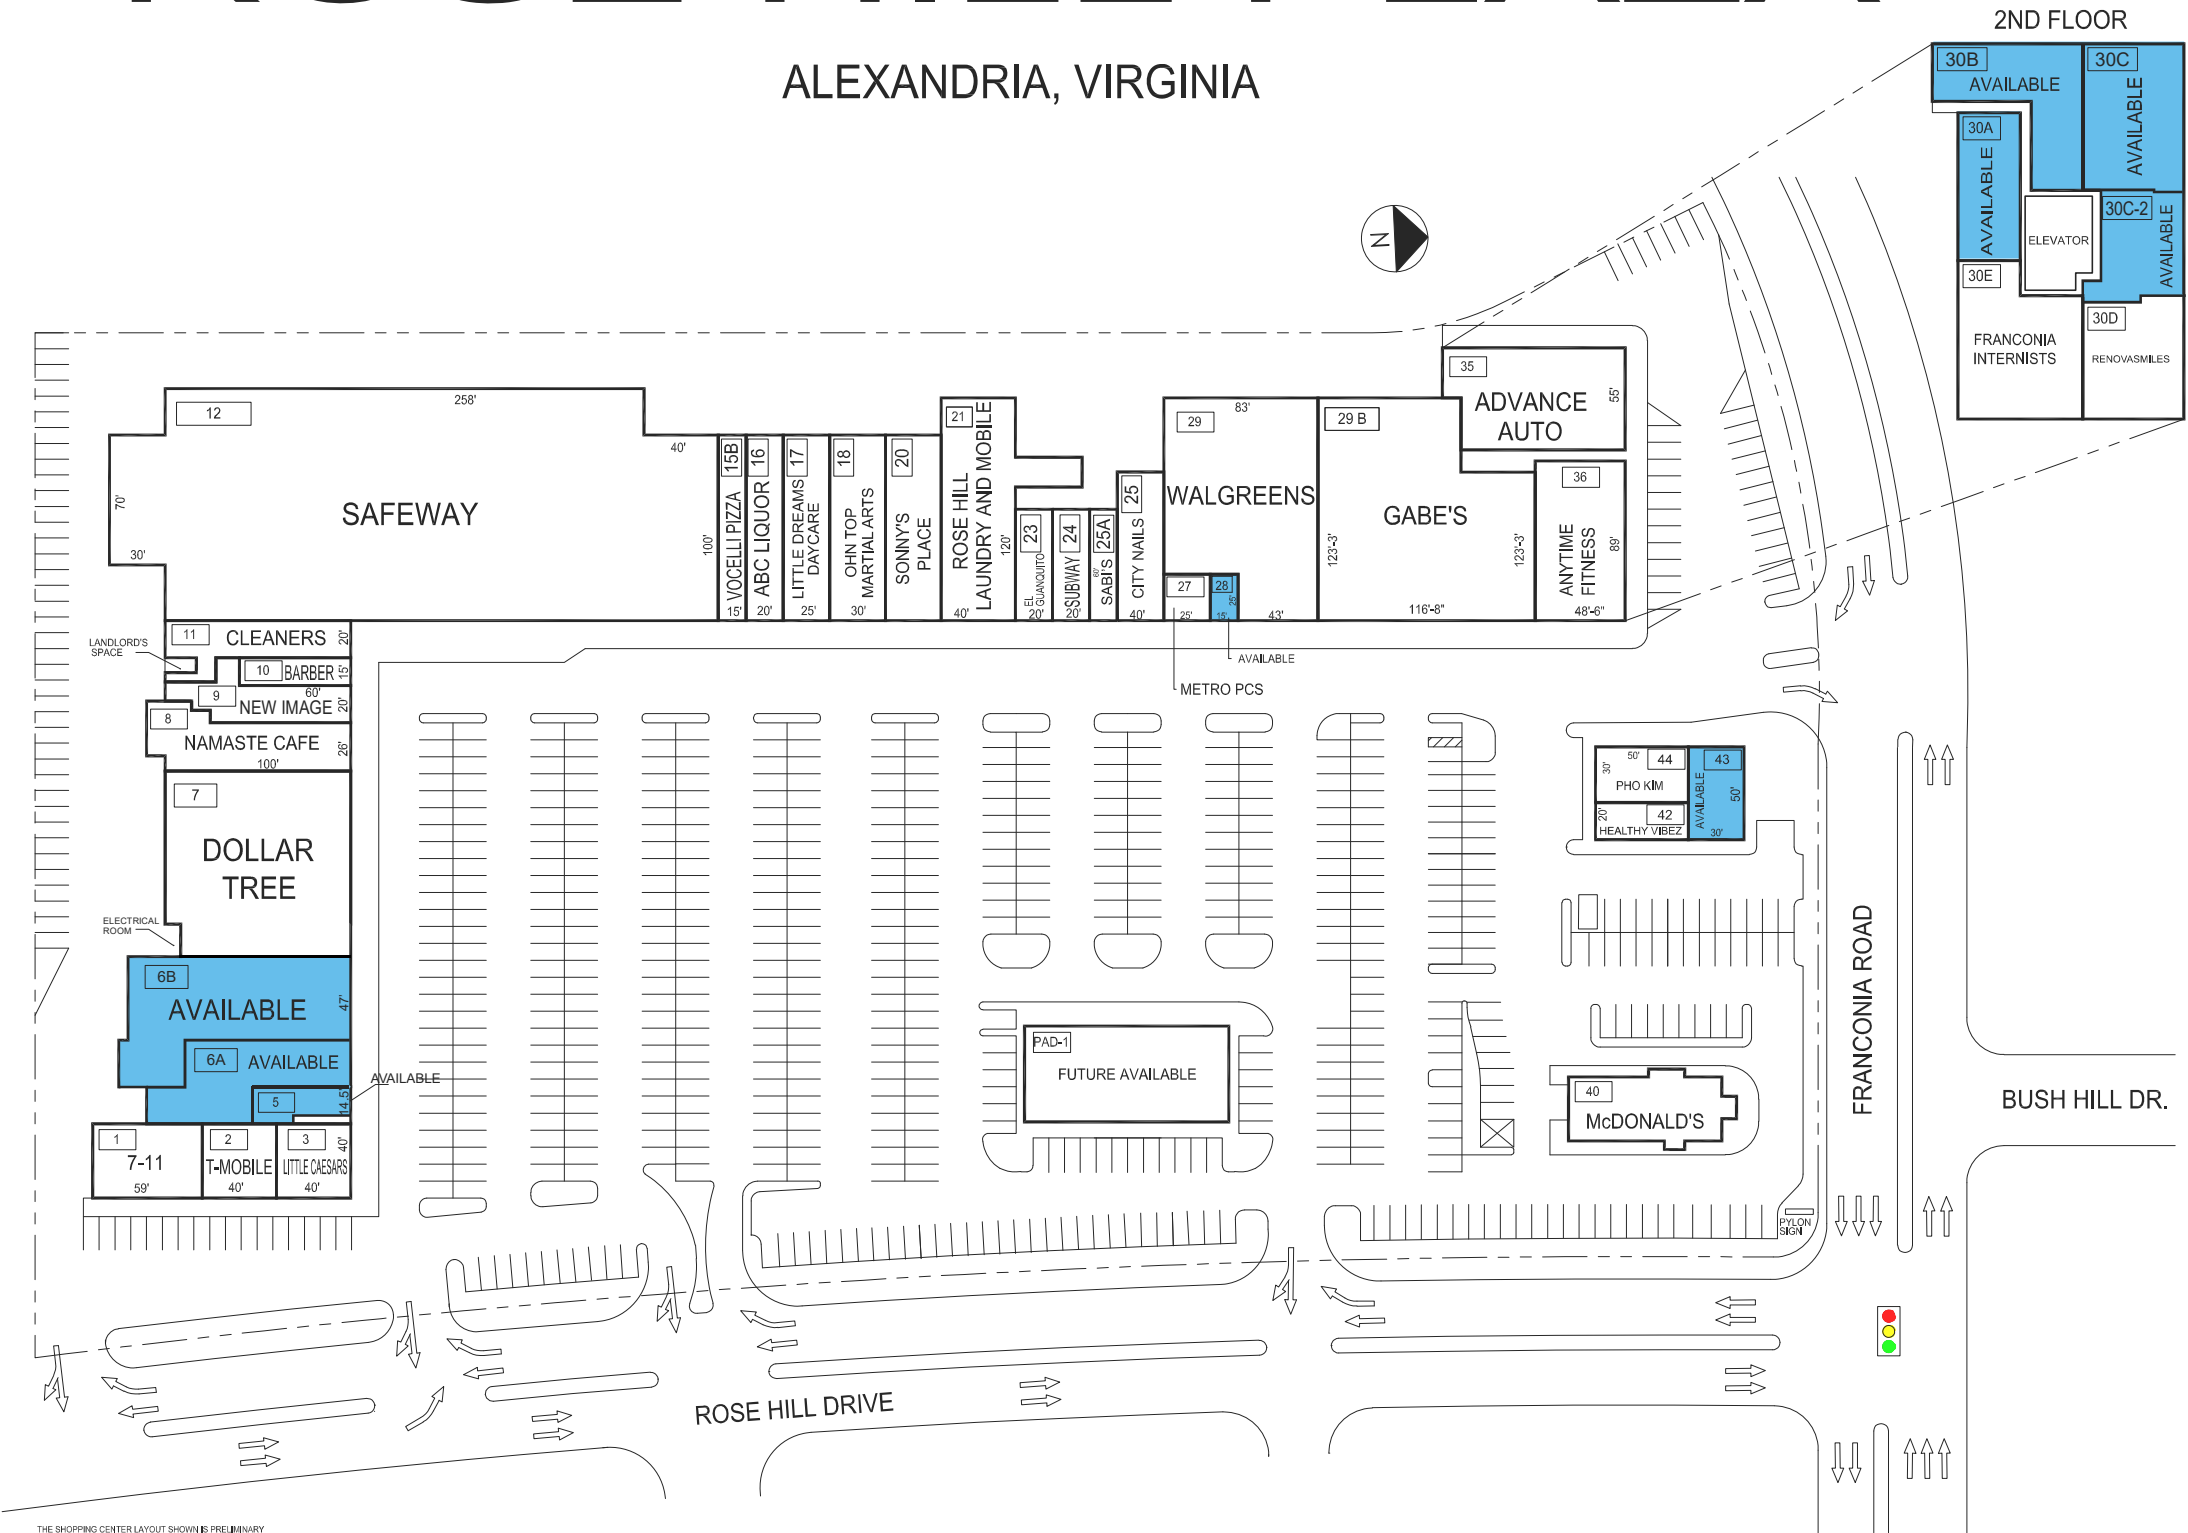 2ND FLOOR
ALEXANDRIA, VIRGINIA
30B
AVAILABLE
30C
AVAILABLE
30A
AVAILABLE
30C-2
AVAILABLE
ELEVATOR
30E
FRANCONIA
INTERNISTS
30D
RENOVASMILES
N
12
258'
40'
70'
30'
SAFEWAY
100'
15B
VOCELLI PIZZA
15'
16
ABC LIQUOR
20'
17
LITTLE DREAMS
DAYCARE
25'
18
OHN TOP
MARTIAL ARTS
30'
20
SONNY'S
PLACE
21
ROSE HILL
LAUNDRY AND MOBILE
120'
40'
23
EL
GUANQUITO
20'
24
SUBWAY
20'
25A
60'
SABI'S
25
CITY NAILS
40'
29
83'
WALGREENS
123'-3'
27
25'
28
25'
15'
43'
AVAILABLE
METRO PCS
29 B
GABE'S
123'-3'
116'-8"
35
ADVANCE
AUTO
55'
36
ANYTIME
FITNESS
89'
48'-6"
11
CLEANERS
20'
LANDLORD'S
SPACE
10
BARBER
15'
60'
9
NEW IMAGE
20'
8
NAMASTE CAFE
26'
100'
7
DOLLAR
TREE
ELECTRICAL
ROOM
6B
AVAILABLE
47'
6A
AVAILABLE
AVAILABLE
5
14.5'
1
7-11
59'
2
T-MOBILE
40'
3
LITTLE CAESARS
40'
40'
PAD-1
FUTURE AVAILABLE
50'
44
30'
PHO KIM
43
AVAILABLE
50'
30'
20'
42
HEALTHY VIBEZ
40
McDONALD'S
PYLON
SIGN
FRANCONIA ROAD
BUSH HILL DR.
ROSE HILL DRIVE
THE SHOPPING CENTER LAYOUT SHOWN IS PRELIMINARY